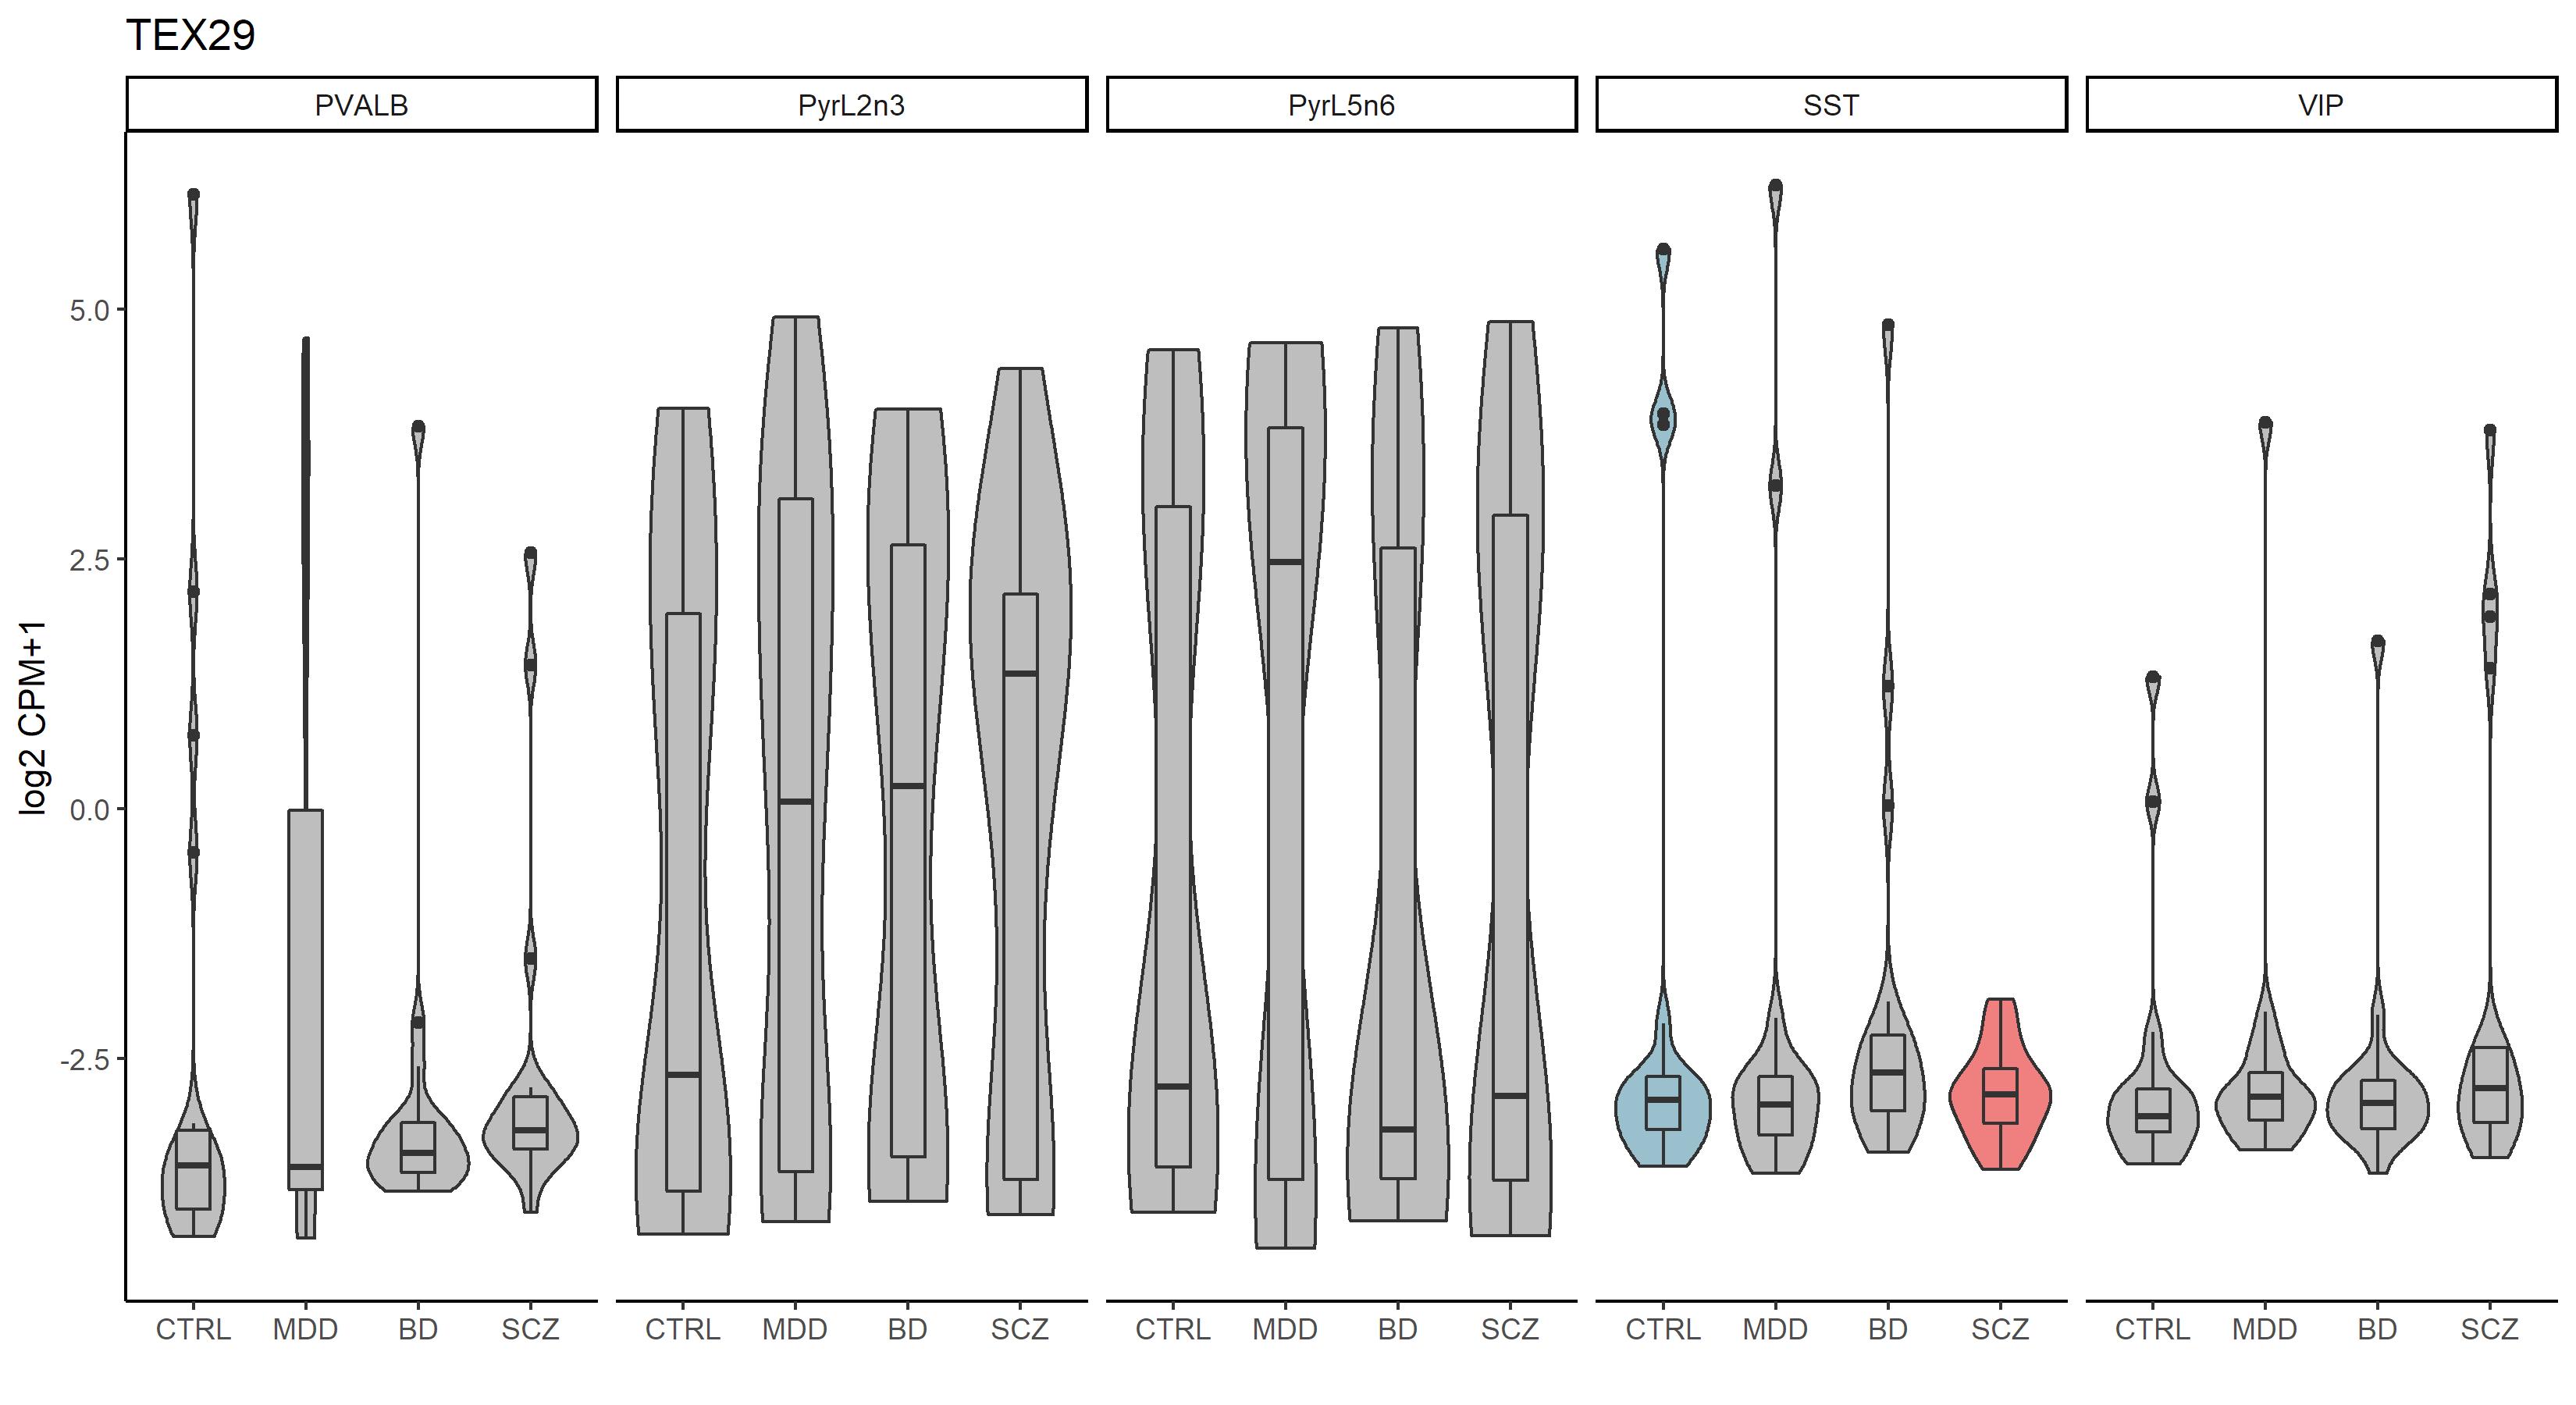 TEX29
PVALB PyrL2n3 PyrL5n6 SST VIP
log2 CPM+1
5.0
2.5
0.0
-2.5
CTRL MDD BD SCZ CTRL MDD BD SCZ CTRL MDD BD SCZ CTRL MDD BD SCZ CTRL MDD BD SCZ